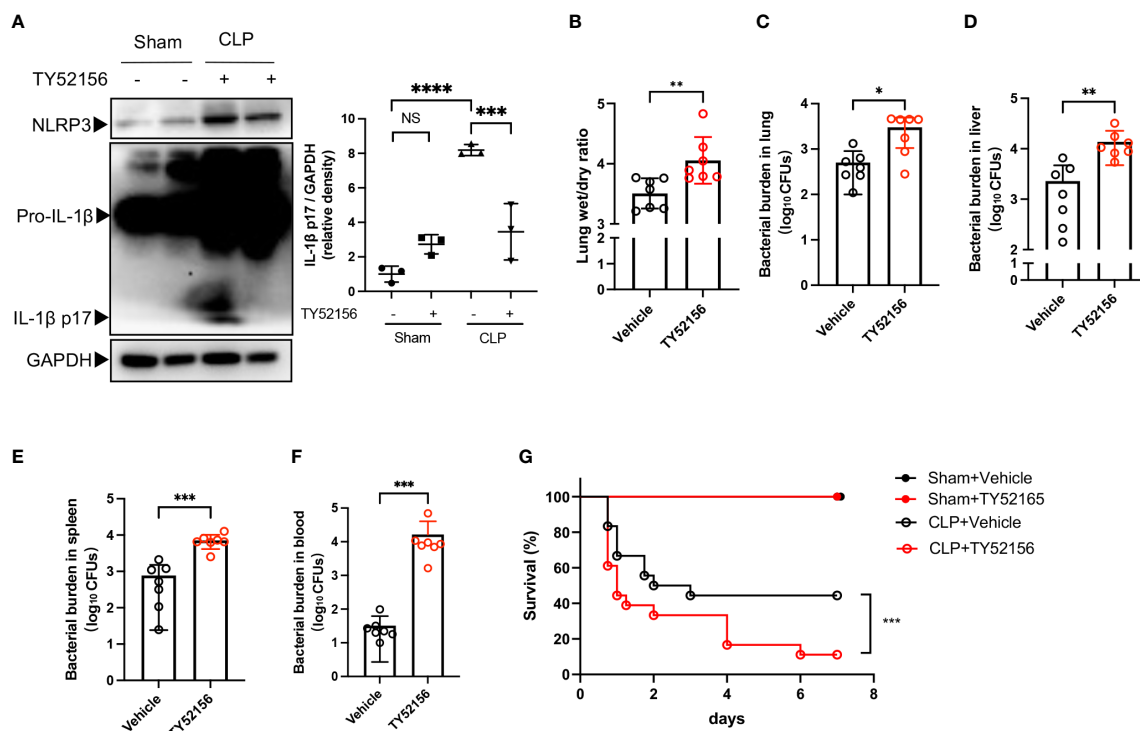 A
Sham
CLP
TY52156
- - + +
NLRP3
Pro-IL-1β
IL-1β p17
GAPDH
IL-1β p17 / GAPDH
(relative density)
10
8
6
4
2
0
****
***
NS
TY52156
- + - +
Sham
CLP
B
Lung wet/dry ratio
5
4
3
2
1
0
**
Vehicle
TY52156
C
Bacterial burden in lung
(log₁₀ CFUs)
4
3
2
1
0
*
Vehicle
TY52156
D
Bacterial burden in liver
(log₁₀ CFUs)
5
4
3
2
1
0
**
Vehicle
TY52156
E
Bacterial burden in spleen
(log₁₀ CFUs)
5
4
3
2
1
0
***
Vehicle
TY52156
F
Bacterial burden in blood
(log₁₀ CFUs)
5
4
3
2
1
0
***
Vehicle
TY52156
G
Survival (%)
100
80
60
40
20
0
0 2 4 6 8
days
***
Sham+Vehicle
Sham+TY52165
CLP+Vehicle
CLP+TY52156